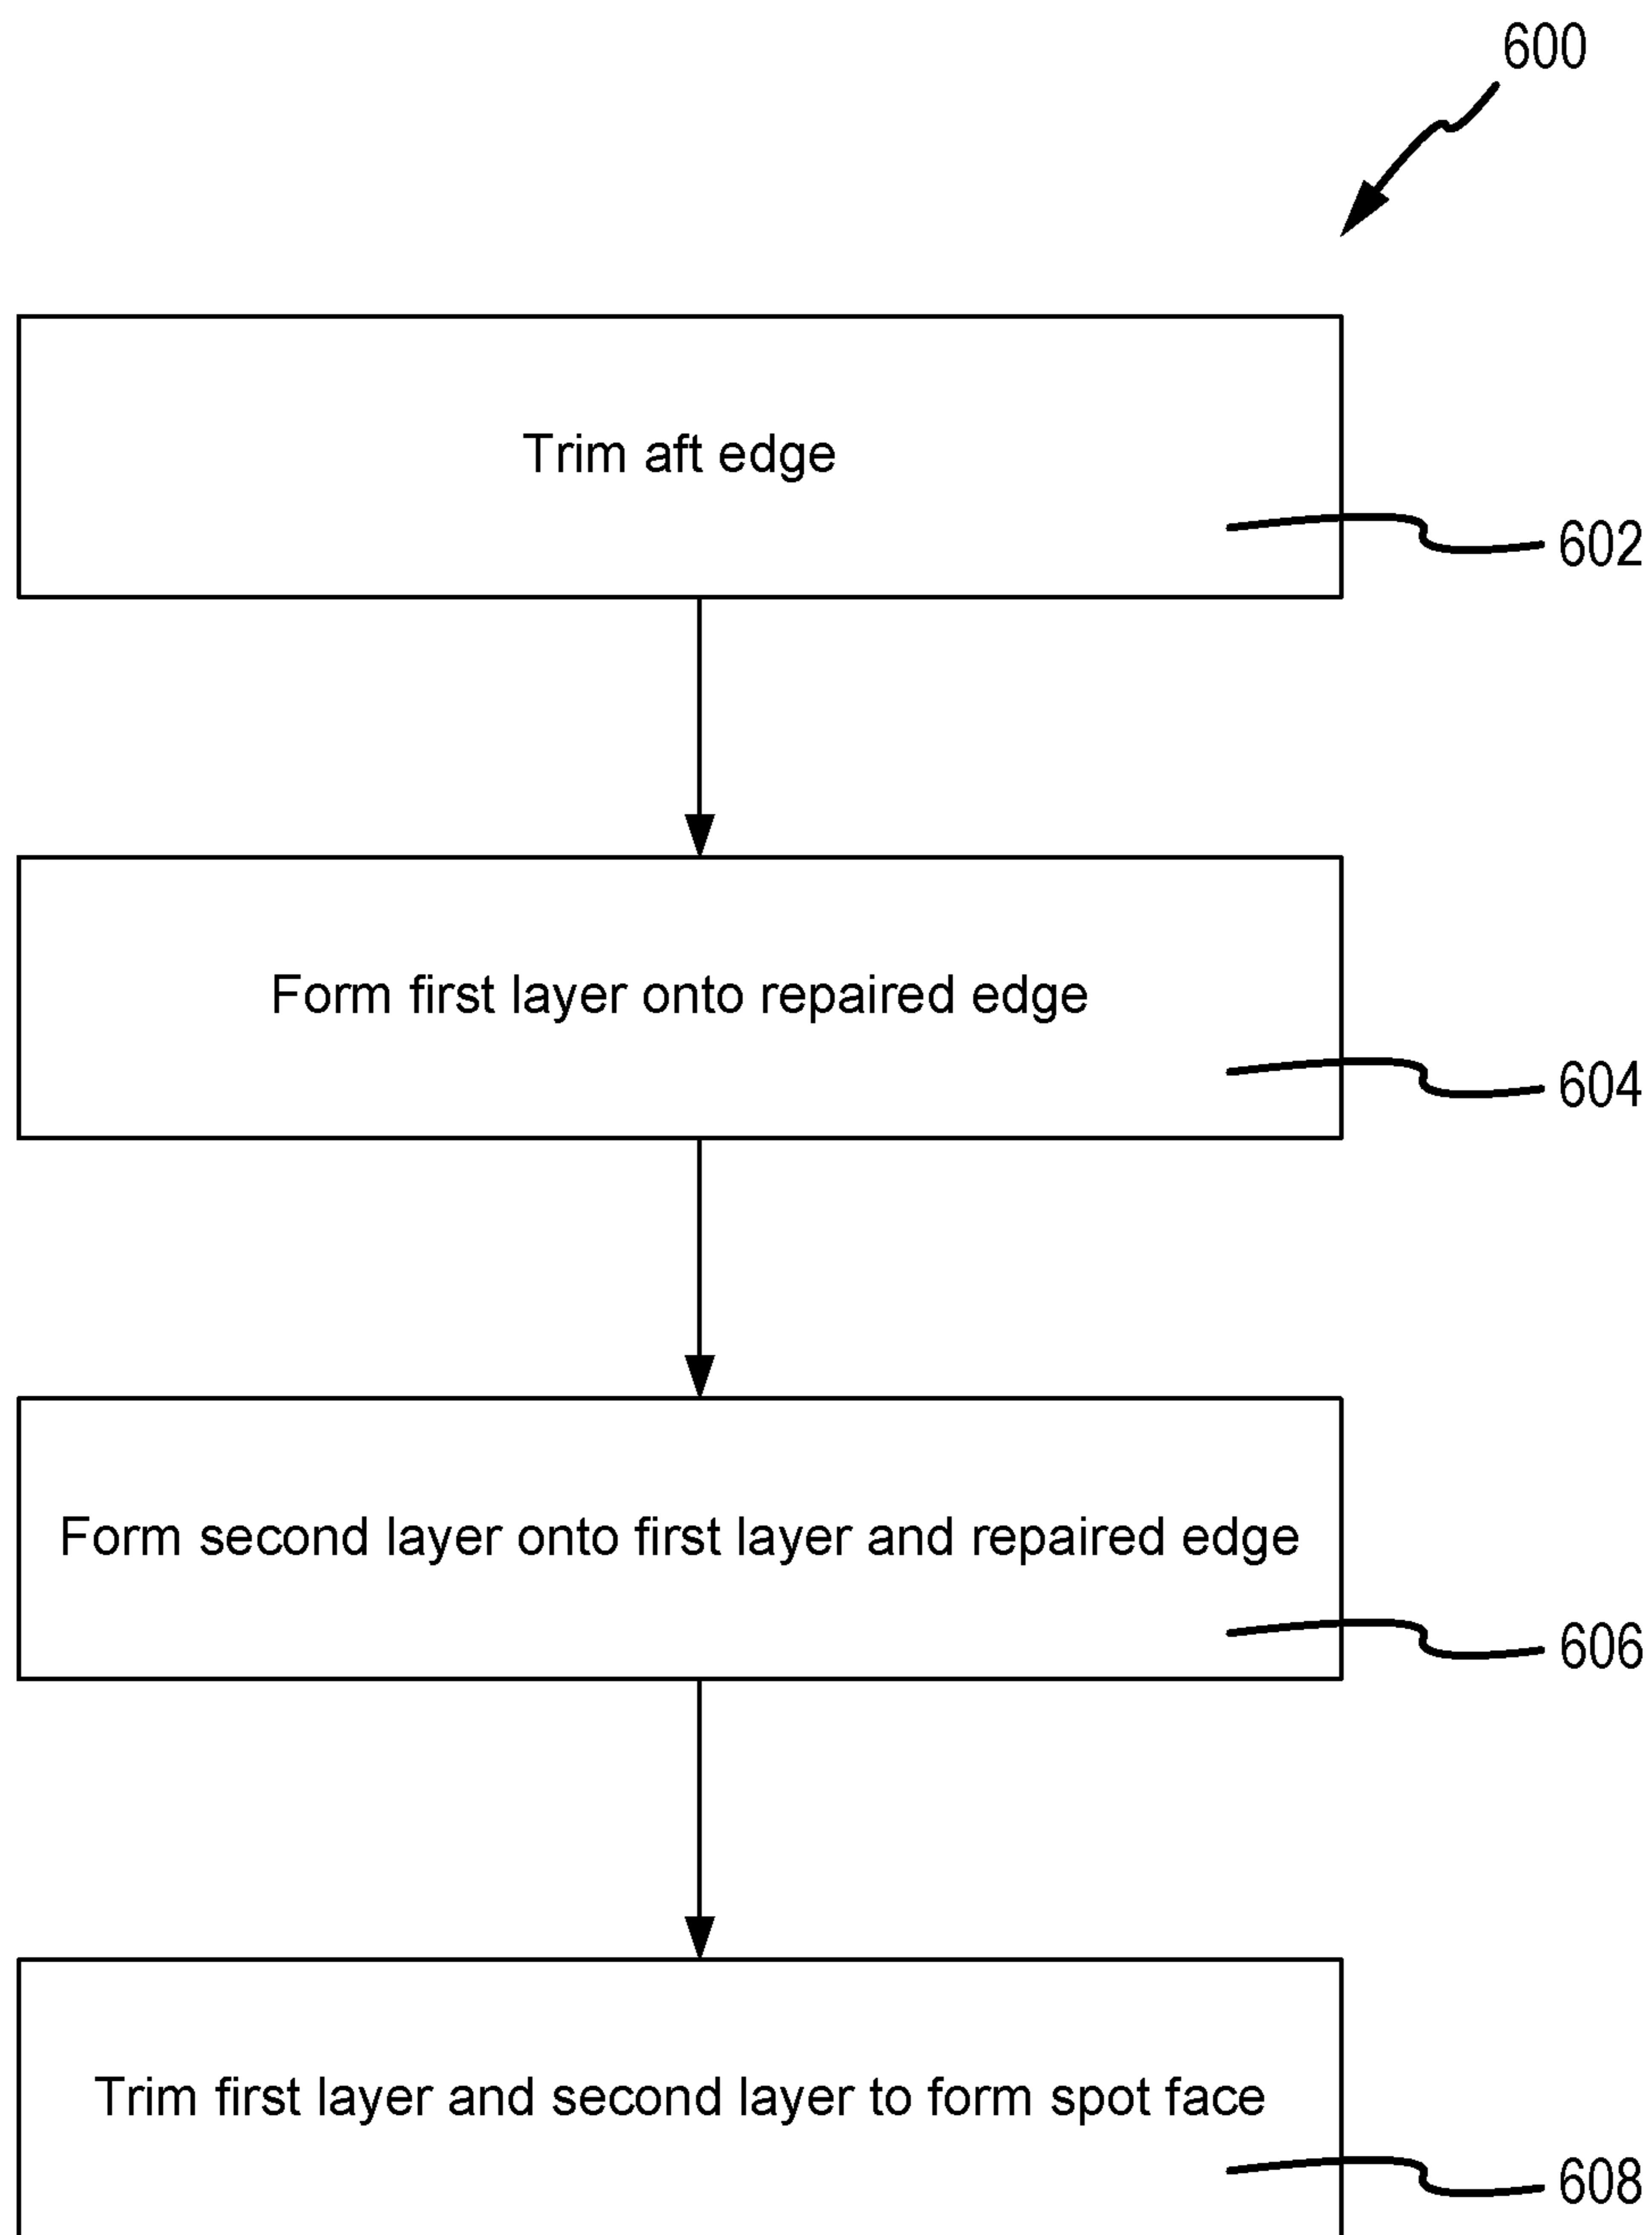 600
Trim aft edge
602
Form first layer onto repaired edge
604
Form second layer onto first layer and repaired edge
606
Trim first layer and second layer to form spot face
608